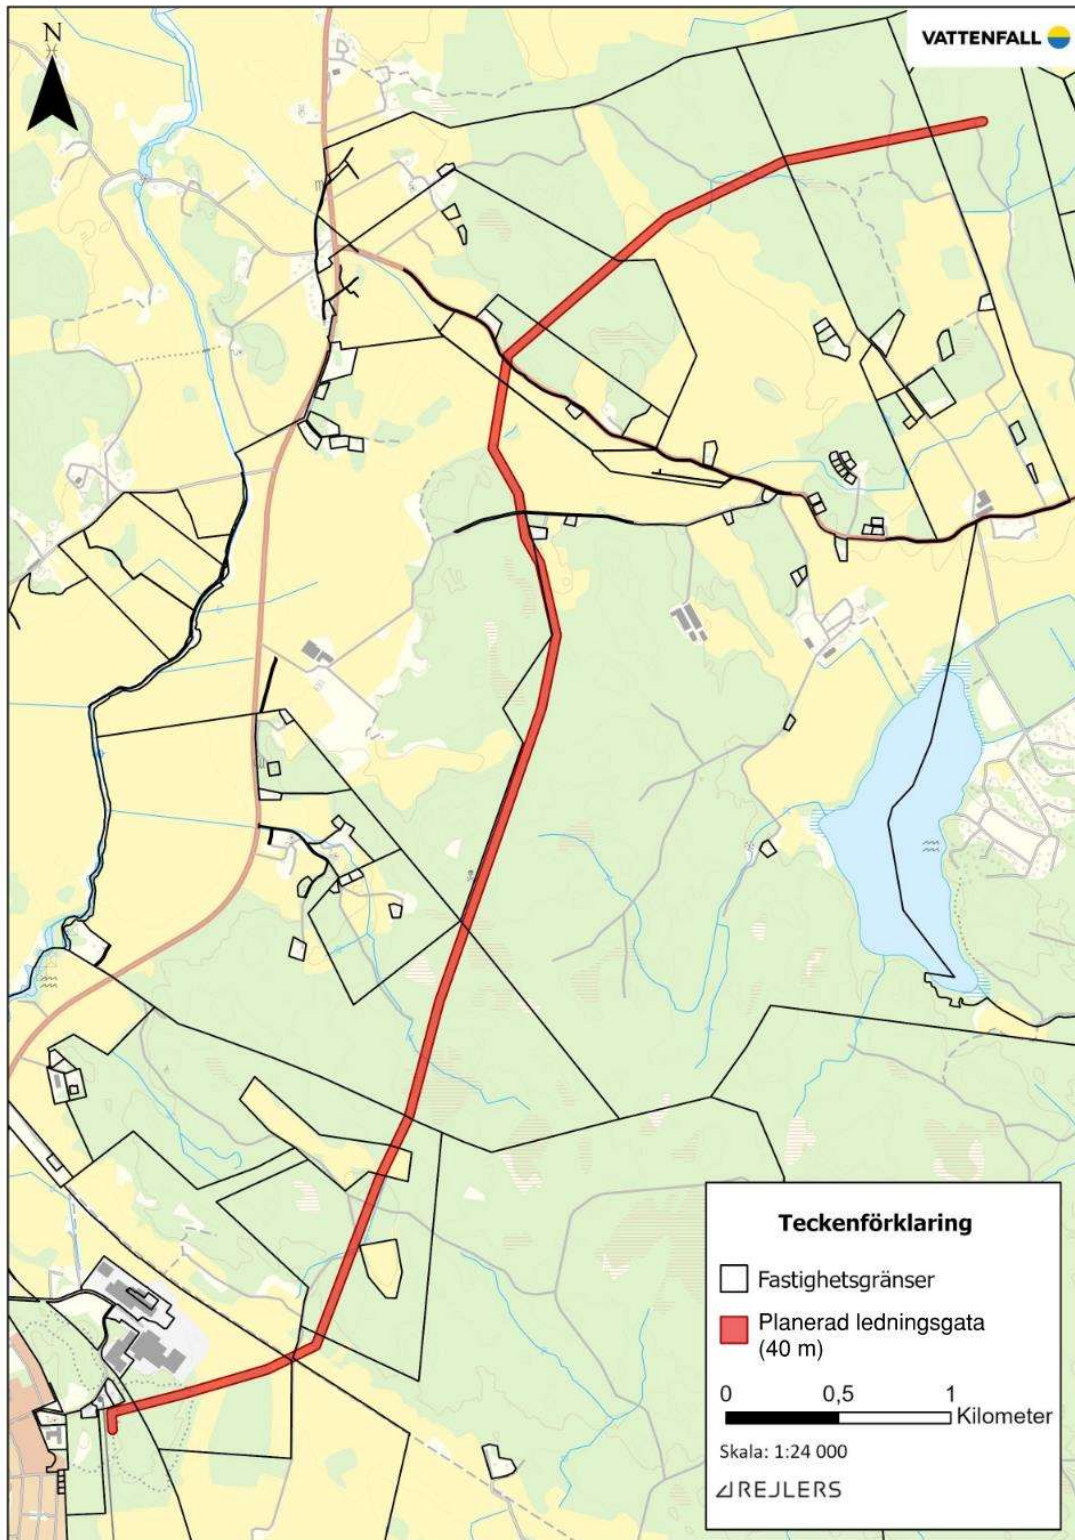 N
VATTENFALL
Teckenförklaring
Fastighetsgränser
Planerad ledningsgata
(40 m)
0 0,5 1
Kilometer
Skala: 1:24 000
REJLERS